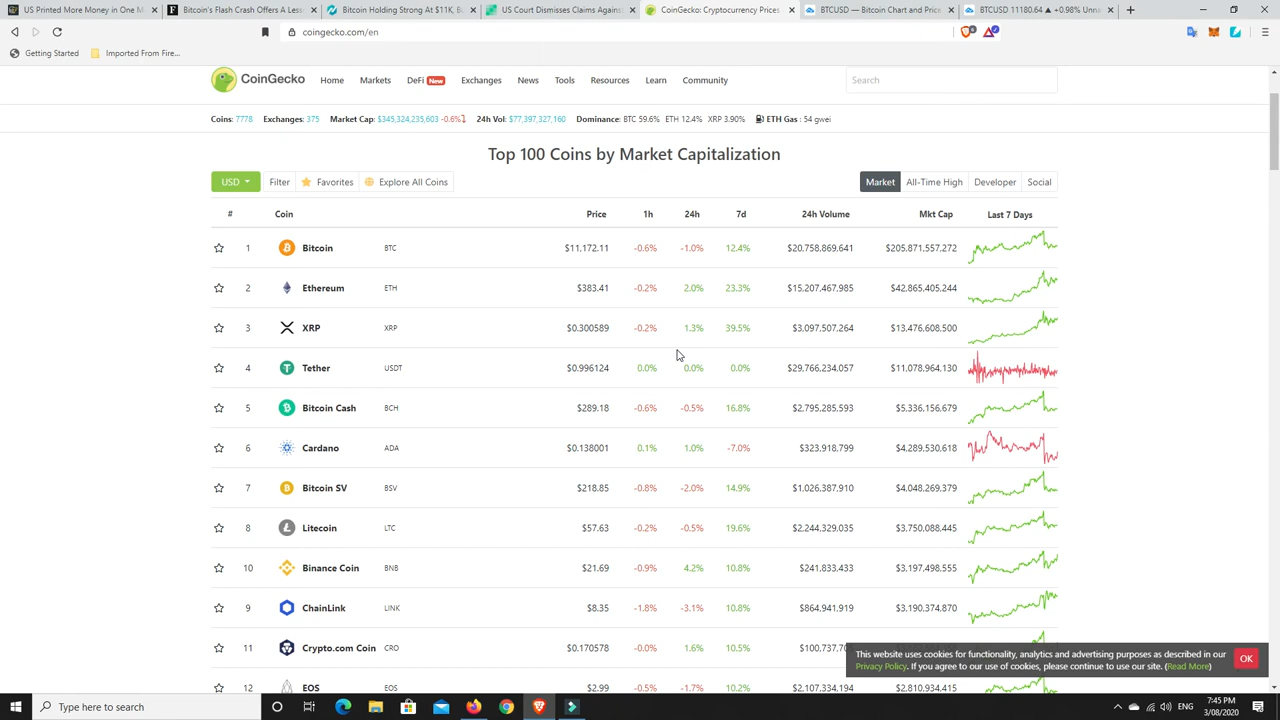 US Printed More Money in One M
Bitcoin's Flash Crash Offers A Less
Bitcoin Holding Strong At $11K, B
US Court Dismisses Claims Against
CoinGecko: Cryptocurrency Prices
BTCUSD — Bitcoin Chart and Price
BTCUSD 11180.64 ▲ +0.98% Unna
coingecko.com/en
Getting Started Imported From Fire...
CoinGecko Home Markets DeFi New Exchanges News Tools Resources Learn Community Search
Coins: 7778 Exchanges: 375 Market Cap: $345,324,235,603 -0.6% 24h Vol: $77,397,327,160 Dominance: BTC 59.6% ETH 12.4% XRP 3.90% ETH Gas : 54 gwei
Top 100 Coins by Market Capitalization
USD Filter Favorites Explore All Coins Market All-Time High Developer Social
# Coin Price 1h 24h 7d 24h Volume Mkt Cap Last 7 Days
1 Bitcoin BTC $11,172.11 -0.6% -1.0% 12.4% $20,758,869,641 $205,871,557,272
2 Ethereum ETH $383.41 -0.2% 2.0% 23.3% $15,207,467,985 $42,865,405,244
3 XRP XRP $0.300589 -0.2% 1.3% 39.5% $3,097,507,264 $13,476,608,500
4 Tether USDT $0.996124 0.0% 0.0% 0.0% $29,766,234,057 $11,078,964,130
5 Bitcoin Cash BCH $289.18 -0.6% -0.5% 16.8% $2,795,285,593 $5,336,156,679
6 Cardano ADA $0.138001 0.1% 1.0% -7.0% $323,918,799 $4,289,530,618
7 Bitcoin SV BSV $218.85 -0.8% -2.0% 14.9% $1,026,387,910 $4,048,269,379
8 Litecoin LTC $57.63 -0.2% -0.5% 19.6% $2,244,329,035 $3,750,088,445
10 Binance Coin BNB $21.69 -0.9% 4.2% 10.8% $241,833,433 $3,197,498,555
9 ChainLink LINK $8.35 -1.8% -3.1% 10.8% $864,941,919 $3,190,374,870
11 Crypto.com Coin CRO $0.170578 -0.0% 1.6% 10.5% $100,737,70
12 EOS EOS $2.99 -0.5% -1.7% 10.2% $2,107,334,194 $2,810,934,415
This website uses cookies for functionality, analytics and advertising purposes as described in our
Privacy Policy. If you agree to our use of cookies, please continue to use our site. (Read More)
OK
Type here to search
ENG
7:45 PM
3/08/2020